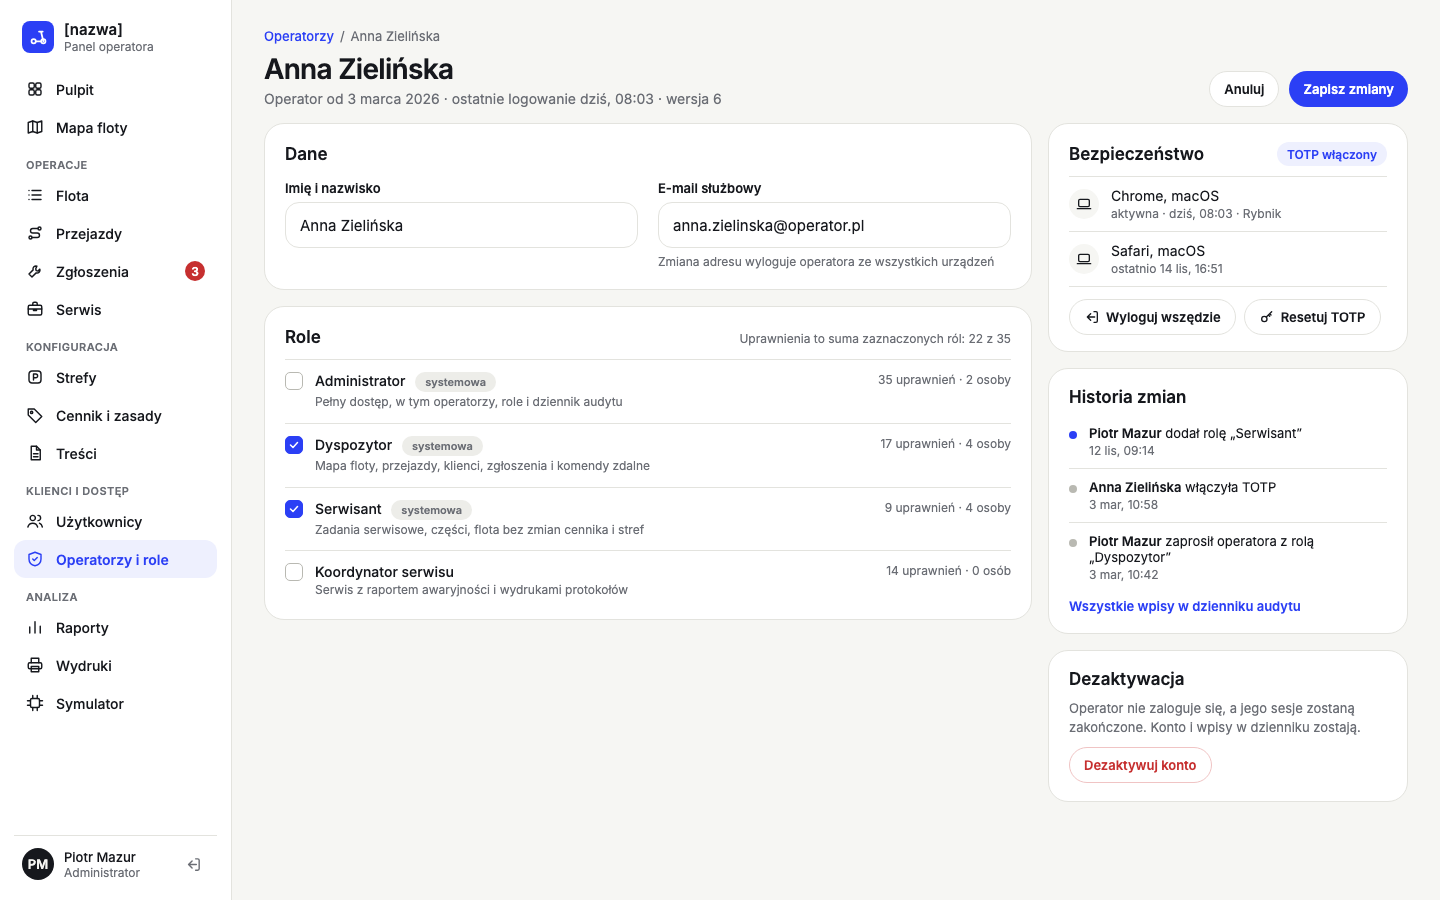 [nazwa]
Panel operatora
Pulpit
Mapa floty
OPERACJE
Flota
Przejazdy
Zgłoszenia 3
Serwis
KONFIGURACJA
Strefy
Cennik i zasady
Treści
KLIENCI I DOSTĘP
Użytkownicy
Operatorzy i role
ANALIZA
Raporty
Wydruki
Symulator
PM
Piotr Mazur
Administrator
Operatorzy / Anna Zielińska
Anna Zielińska
Operator od 3 marca 2026 · ostatnie logowanie dziś, 08:03 · wersja 6
Anuluj
Zapisz zmiany
Dane
Imię i nazwisko
Anna Zielińska
E-mail służbowy
anna.zielinska@operator.pl
Zmiana adresu wyloguje operatora ze wszystkich urządzeń
Role
Uprawnienia to suma zaznaczonych ról: 22 z 35
Administrator systemowa
35 uprawnień · 2 osoby
Pełny dostęp, w tym operatorzy, role i dziennik audytu
Dyspozytor systemowa
17 uprawnień · 4 osoby
Mapa floty, przejazdy, klienci, zgłoszenia i komendy zdalne
Serwisant systemowa
9 uprawnień · 4 osoby
Zadania serwisowe, części, flota bez zmian cennika i stref
Koordynator serwisu
14 uprawnień · 0 osób
Serwis z raportem awaryjności i wydrukami protokołów
Bezpieczeństwo
TOTP włączony
Chrome, macOS
aktywna · dziś, 08:03 · Rybnik
Safari, macOS
ostatnio 14 lis, 16:51
Wyloguj wszędzie
Resetuj TOTP
Historia zmian
Piotr Mazur dodał rolę „Serwisant”
12 lis, 09:14
Anna Zielińska włączyła TOTP
3 mar, 10:58
Piotr Mazur zaprosił operatora z rolą
„Dyspozytor”
3 mar, 10:42
Wszystkie wpisy w dzienniku audytu
Dezaktywacja
Operator nie zaloguje się, a jego sesje zostaną
zakończone. Konto i wpisy w dzienniku zostają.
Dezaktywuj konto